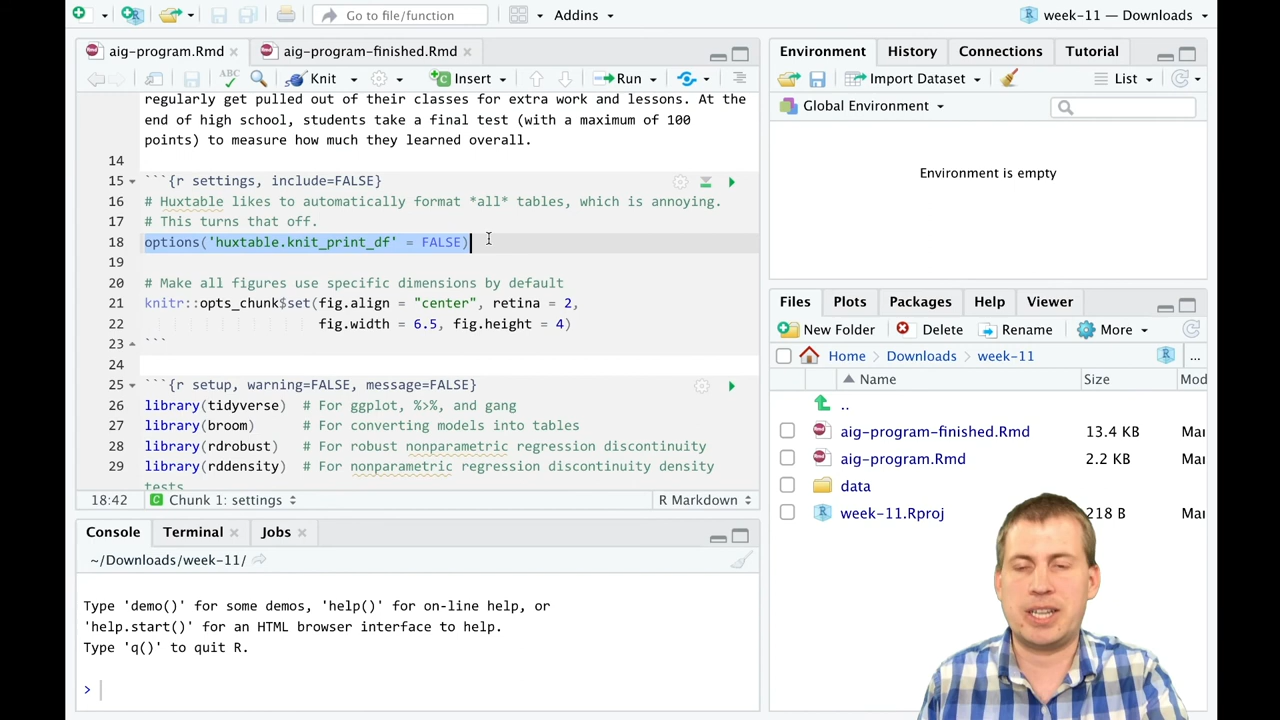 Go to file/function
Addins
week-11 — Downloads
aig-program.Rmd
aig-program-finished.Rmd
Knit
Insert
Run
regularly get pulled out of their classes for extra work and lessons. At the
end of high school, students take a final test (with a maximum of 100
points) to measure how much they learned overall.
14
15 ```{r settings, include=FALSE}
16 # Huxtable likes to automatically format *all* tables, which is annoying.
17 # This turns that off.
18 options('huxtable.knit_print_df' = FALSE)
19
20 # Make all figures use specific dimensions by default
21 knitr::opts_chunk$set(fig.align = "center", retina = 2,
22 fig.width = 6.5, fig.height = 4)
23 ```
24
25 ```{r setup, warning=FALSE, message=FALSE}
26 library(tidyverse) # For ggplot, %>%, and gang
27 library(broom) # For converting models into tables
28 library(rdrobust) # For robust nonparametric regression discontinuity
29 library(rddensity) # For nonparametric regression discontinuity density
tests
18:42 Chunk 1: settings R Markdown
Console Terminal Jobs
~/Downloads/week-11/
Type 'demo()' for some demos, 'help()' for on-line help, or
'help.start()' for an HTML browser interface to help.
Type 'q()' to quit R.
>
Environment History Connections Tutorial
Import Dataset List
Global Environment
Environment is empty
Files Plots Packages Help Viewer
New Folder Delete Rename More
Home Downloads week-11 ...
Name Size Mod
..
aig-program-finished.Rmd 13.4 KB Mar
aig-program.Rmd 2.2 KB Mar
data
week-11.Rproj 218 B Mar